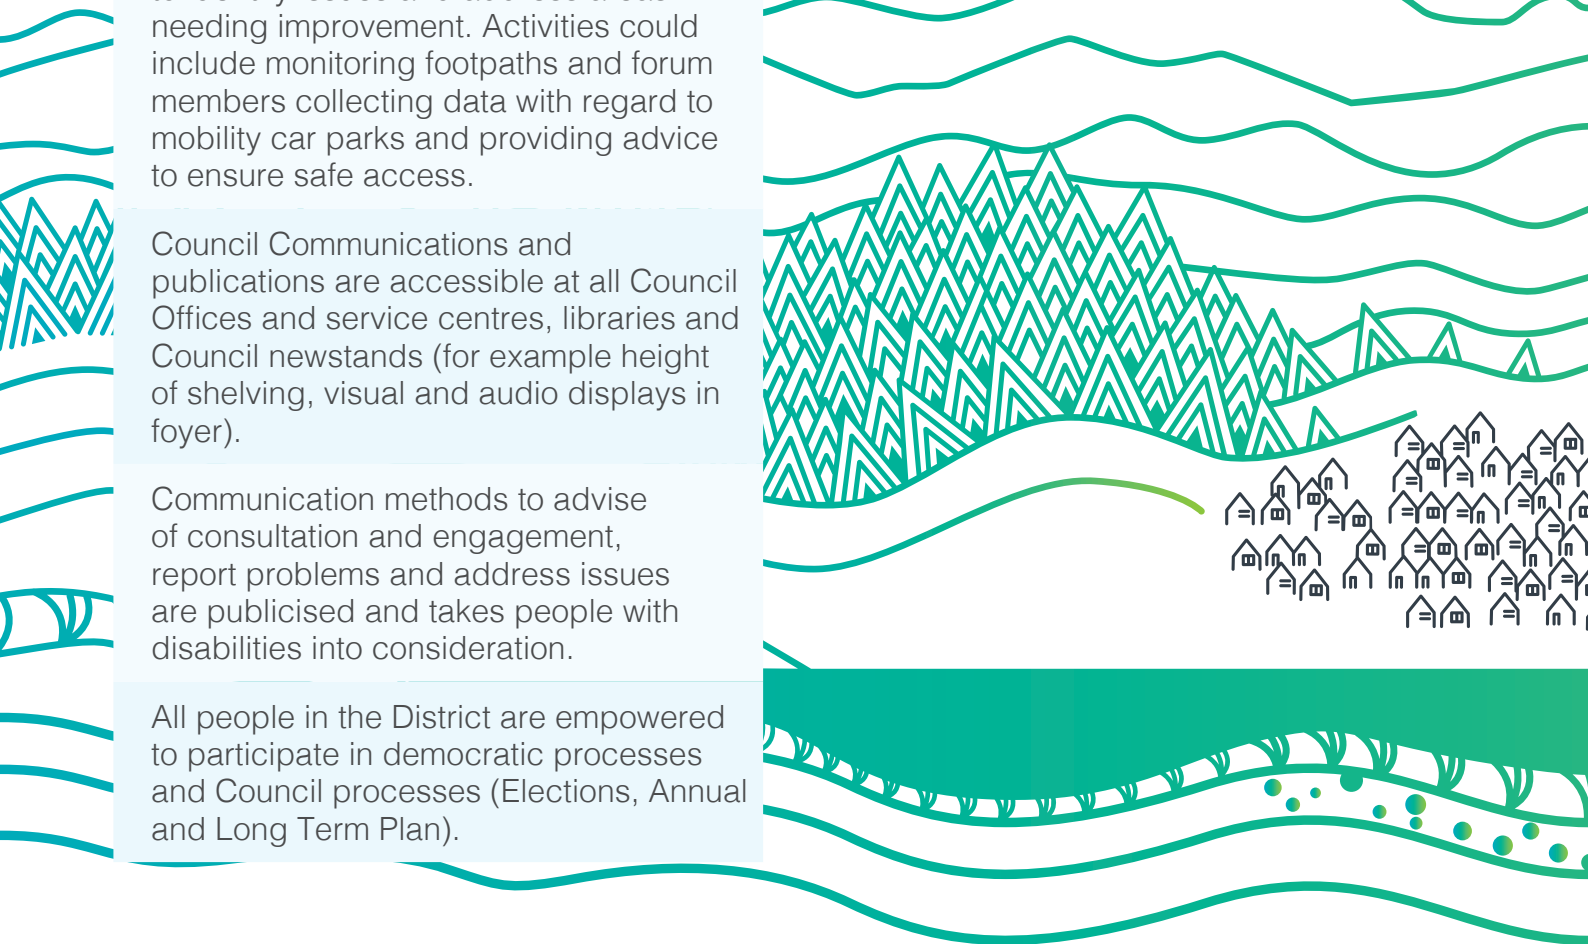 needing improvement. Activities could
include monitoring footpaths and forum
members collecting data with regard to
mobility car parks and providing advice
to ensure safe access.
Council Communications and
publications are accessible at all Council
Offices and service centres, libraries and
Council newstands (for example height
of shelving, visual and audio displays in
foyer).
Communication methods to advise
of consultation and engagement,
report problems and address issues
are publicised and takes people with
disabilities into consideration.
All people in the District are empowered
to participate in democratic processes
and Council processes (Elections, Annual
and Long Term Plan).